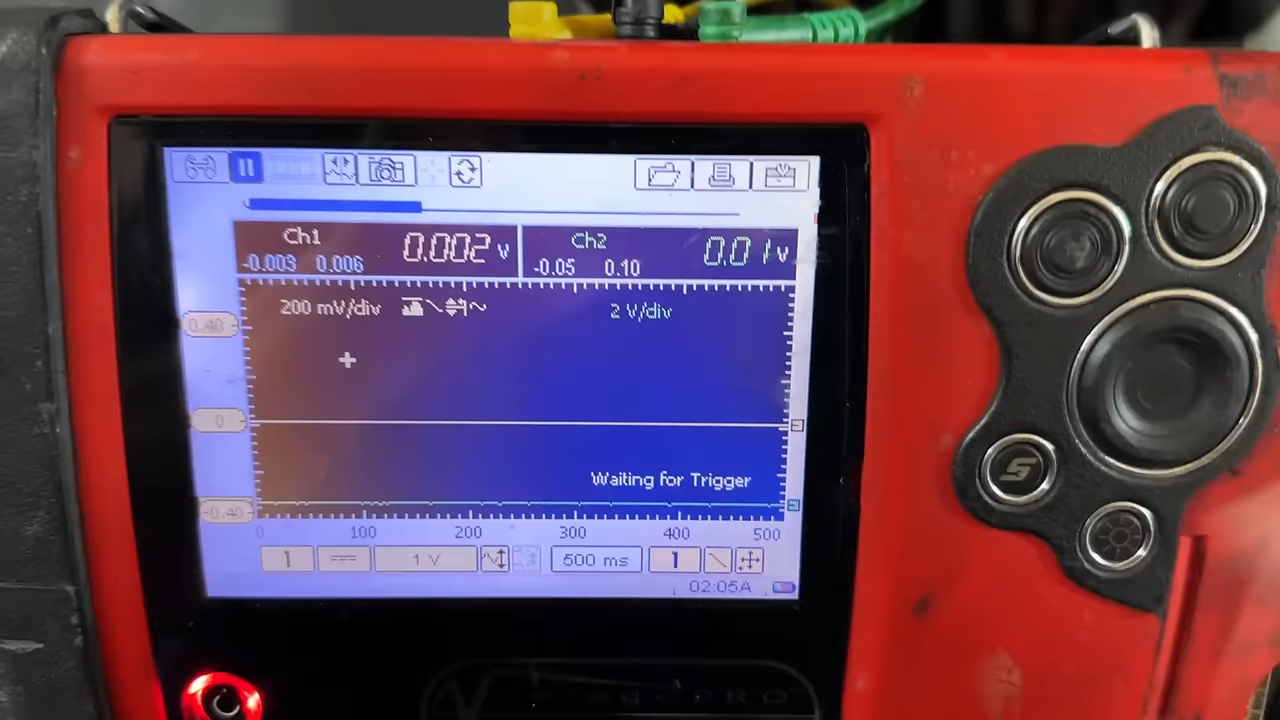 Ch1 0.002 v
-0.003 0.006
Ch2 0.01 v
-0.05 0.10
200 mV/div
2 V/div
0.40
0
Waiting for Trigger
-0.40
0 100 200 300 400 500
1 1 V 500 ms 1
02:05A
S